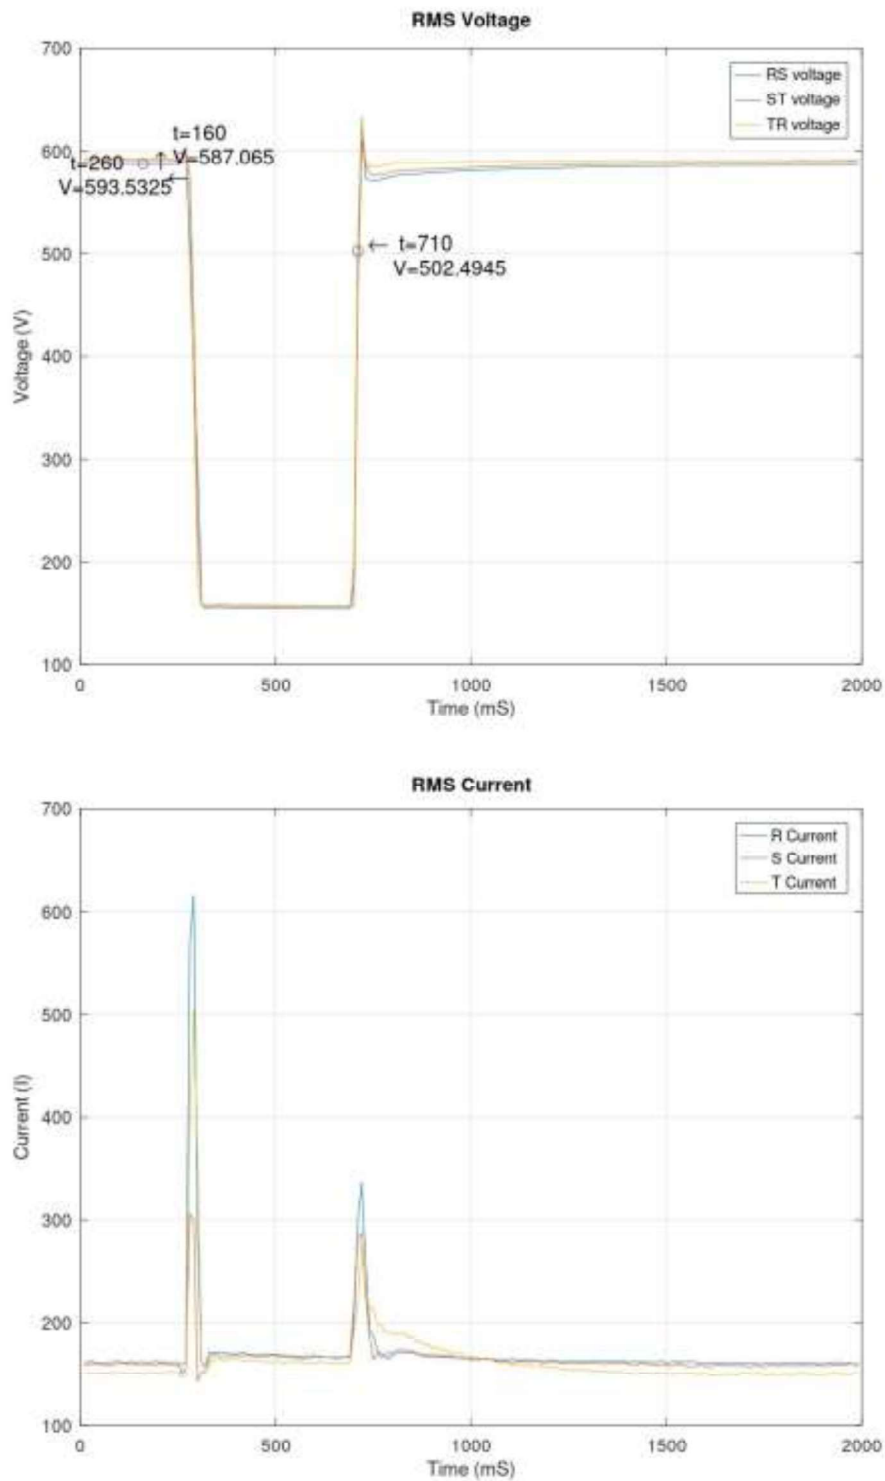 RMS Voltage
700
600
500
400
300
200
100
Voltage (V)
RS voltage
ST voltage
TR voltage
t=160
V=587.065
t=260
V=593.5325
← t=710
V=502.4945
0 500 1000 1500 2000
Time (mS)
RMS Current
700
600
500
400
300
200
100
Current (I)
R Current
S Current
T Current
0 500 1000 1500 2000
Time (mS)